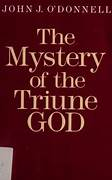 JOHN J. O'DONNELL
The
Mystery
of the
Triune
GOD